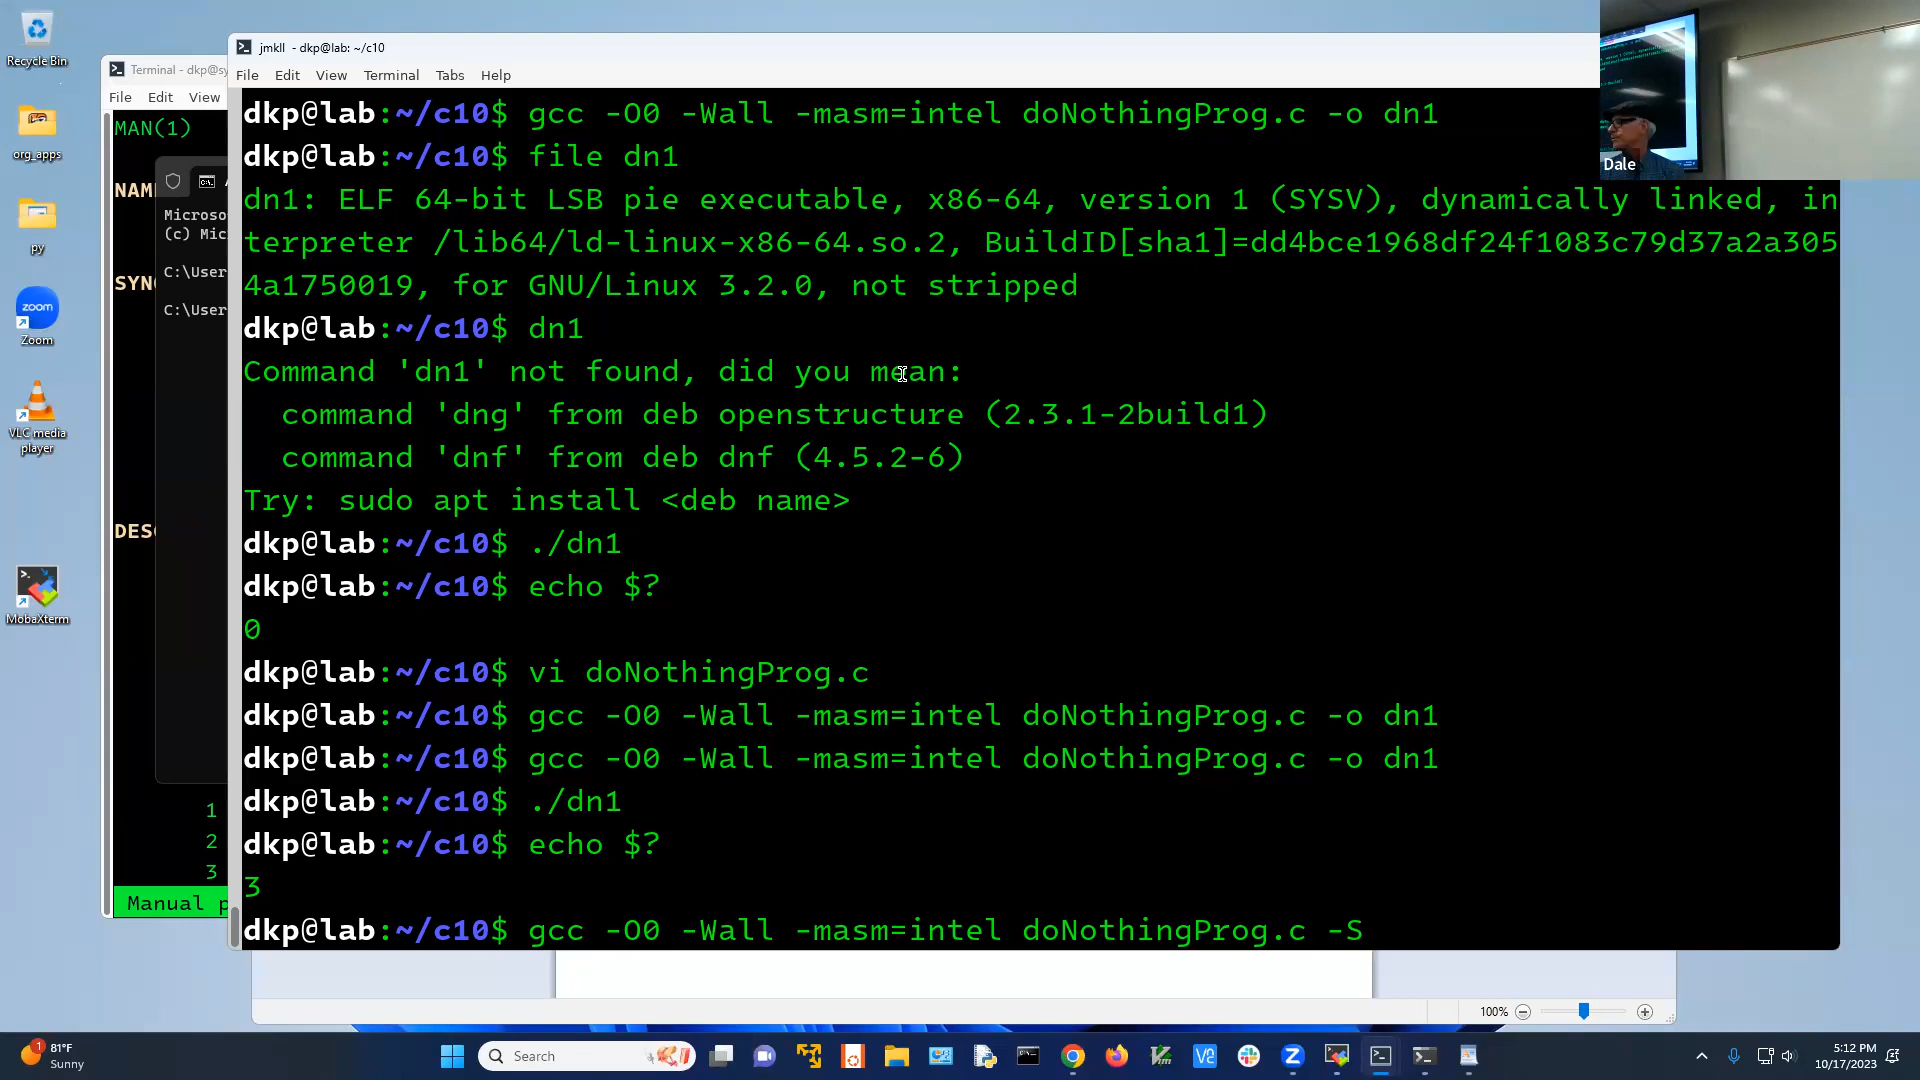 Recycle Bin
org_apps
py
Zoom
zoom
VLC media
player
MobaXterm
Terminal - dkp@sy
File Edit View
MAN(1)
DESC
C:\User
C:\User
1
2
3
Manual p
jmkll - dkp@lab: ~/c10
File Edit View Terminal Tabs Help
dkp@lab:~/c10$ gcc -O0 -Wall -masm=intel doNothingProg.c -o dn1
dkp@lab:~/c10$ file dn1
dn1: ELF 64-bit LSB pie executable, x86-64, version 1 (SYSV), dynamically linked, in
terpreter /lib64/ld-linux-x86-64.so.2, BuildID[sha1]=dd4bce1968df24f1083c79d37a2a305
4a1750019, for GNU/Linux 3.2.0, not stripped
dkp@lab:~/c10$ dn1
Command 'dn1' not found, did you mean:
command 'dng' from deb openstructure (2.3.1-2build1)
command 'dnf' from deb dnf (4.5.2-6)
Try: sudo apt install <deb name>
dkp@lab:~/c10$ ./dn1
dkp@lab:~/c10$ echo $?
0
dkp@lab:~/c10$ vi doNothingProg.c
dkp@lab:~/c10$ gcc -O0 -Wall -masm=intel doNothingProg.c -o dn1
dkp@lab:~/c10$ gcc -O0 -Wall -masm=intel doNothingProg.c -o dn1
dkp@lab:~/c10$ ./dn1
dkp@lab:~/c10$ echo $?
3
dkp@lab:~/c10$ gcc -O0 -Wall -masm=intel doNothingProg.c -S
Dale
100%
81°F
Sunny
Search
5:12 PM
10/17/2023